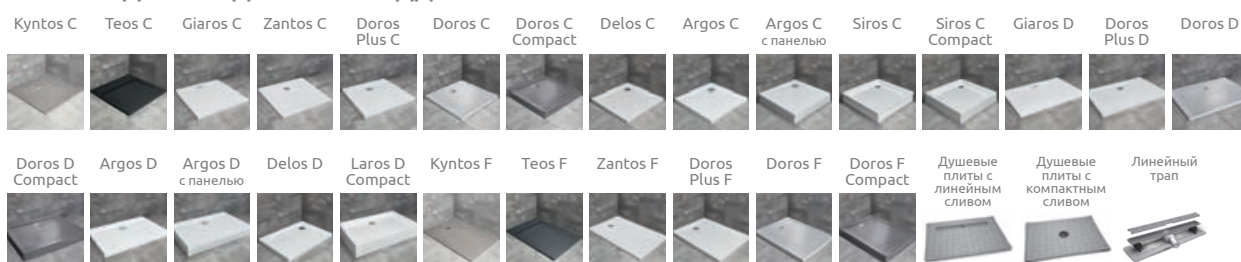 Kyntos C
Teos C
Giaros C
Zantos C
Doros
Plus C
Doros C
Doros C
Compact
Delos C
Argos C
Argos C
с панелью
Siros C
Siros C
Compact
Giaros D
Doros
Plus D
Doros D
Doros D
Compact
Argos D
Argos D
с панелью
Delos D
Laros D
Compact
Kyntos F
Teos F
Zantos F
Doros
Plus F
Doros F
Doros F
Compact
Душевые
плиты с
линейным
сливом
Душевые
плиты с
компактным
сливом
Линейный
трап